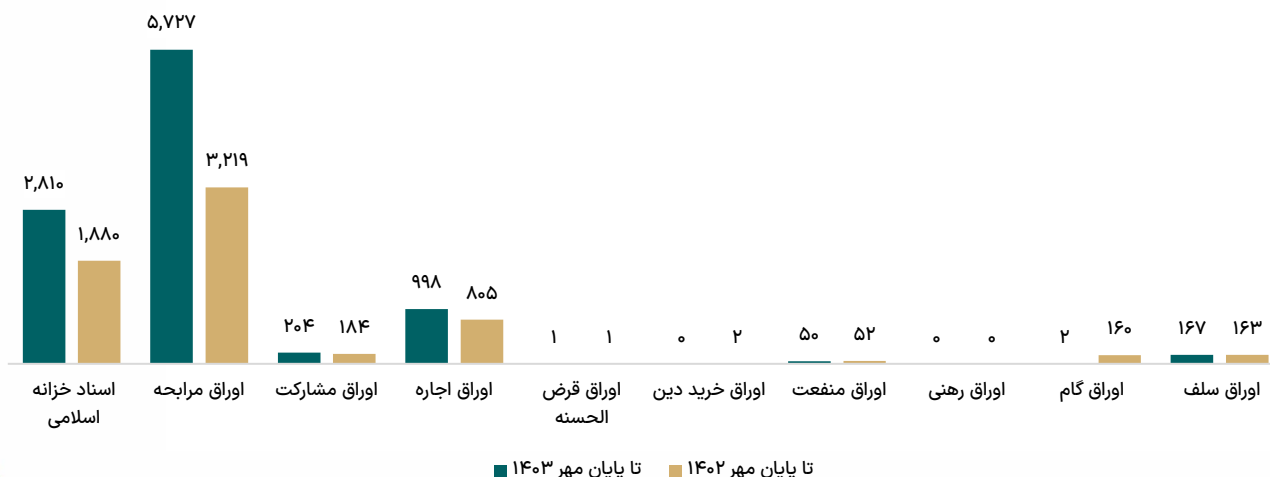 ۵,۷۲۷
۳,۲۱۹
۲,۸۱۰
۱,۸۸۰
۹۹۸
۸۰۵
۲۰۴
۱۸۴
۱
۱
۰
۲
۵۰
۵۲
۰
۰
۲
۱۶۰
۱۶۷
۱۶۳
اسناد خزانه
اسلامی
اوراق مرابحه
اوراق مشارکت
اوراق اجاره
اوراق قرض
الحسنه
اوراق خرید دین
اوراق منفعت
اوراق رهنی
اوراق گام
اوراق سلف
تا پایان مهر ۱۴۰۳
تا پایان مهر ۱۴۰۲